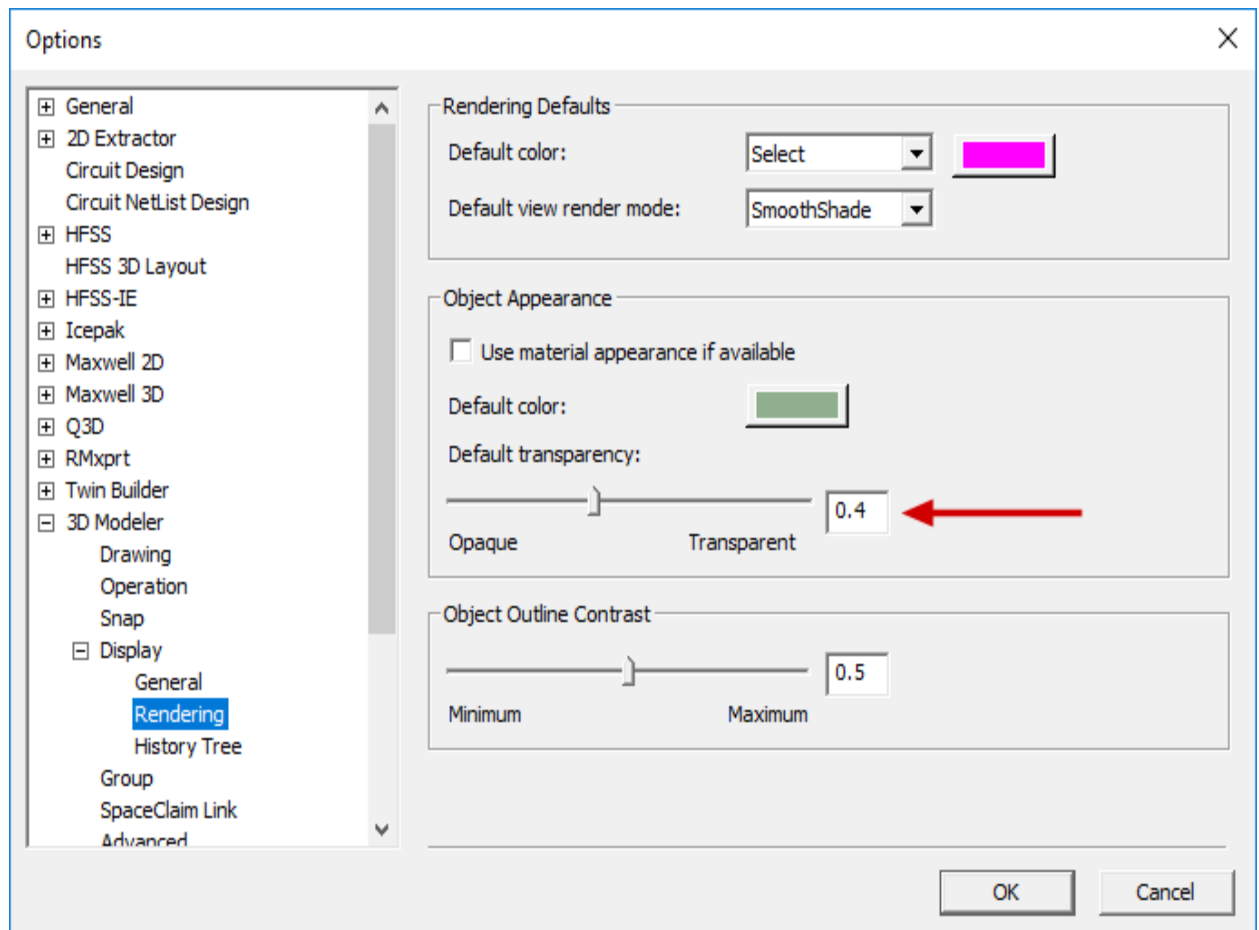 Options
General
2D Extractor
Circuit Design
Circuit NetList Design
HFSS
HFSS 3D Layout
HFSS-IE
Icepak
Maxwell 2D
Maxwell 3D
Q3D
RMxprt
Twin Builder
3D Modeler
Drawing
Operation
Snap
Display
General
Rendering
History Tree
Group
SpaceClaim Link
Advanced
Rendering Defaults
Default color: Select
Default view render mode: SmoothShade
Object Appearance
Use material appearance if available
Default color:
Default transparency:
0.4
Opaque Transparent
Object Outline Contrast
0.5
Minimum Maximum
OK Cancel